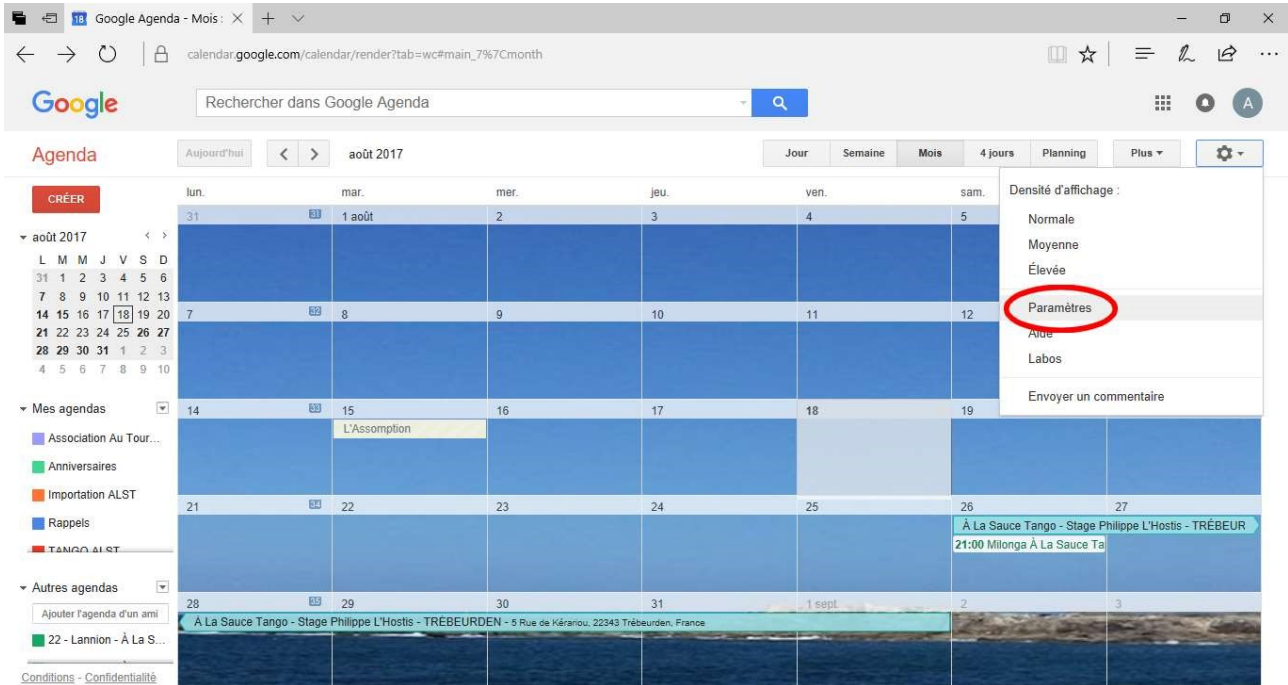 Google Agenda - Mois :
calendar.google.com/calendar/render?tab=wc#main_7%7Cmonth
Google
Rechercher dans Google Agenda
A
Agenda
Aujourd'hui
août 2017
Jour Semaine Mois 4 jours Planning Plus
CRÉER
août 2017
L M M J V S D
31 1 2 3 4 5 6
7 8 9 10 11 12 13
14 15 16 17 18 19 20
21 22 23 24 25 26 27
28 29 30 31 1 2 3
4 5 6 7 8 9 10
Mes agendas
Association Au Tour...
Anniversaires
Importation ALST
Rappels
TANGO ALST
Autres agendas
Ajouter l'agenda d'un ami
22 - Lannion - À La S...
Conditions - Confidentialité
lun. mar. mer. jeu. ven. sam.
31 31 1 août 2 3 4 5
7 32 8 9 10 11 12
14 33 15 16 17 18 19
L'Assomption
21 34 22 23 24 25 26 27
À La Sauce Tango - Stage Philippe L'Hostis - TRÉBEUR
21:00 Milonga À La Sauce Ta
28 35 29 30 31 1 sept. 2 3
À La Sauce Tango - Stage Philippe L'Hostis - TRÉBEURDEN - 5 Rue de Kérariou, 22343 Trébeurden, France
Densité d'affichage :
Normale
Moyenne
Élevée
Paramètres
Aide
Labos
Envoyer un commentaire